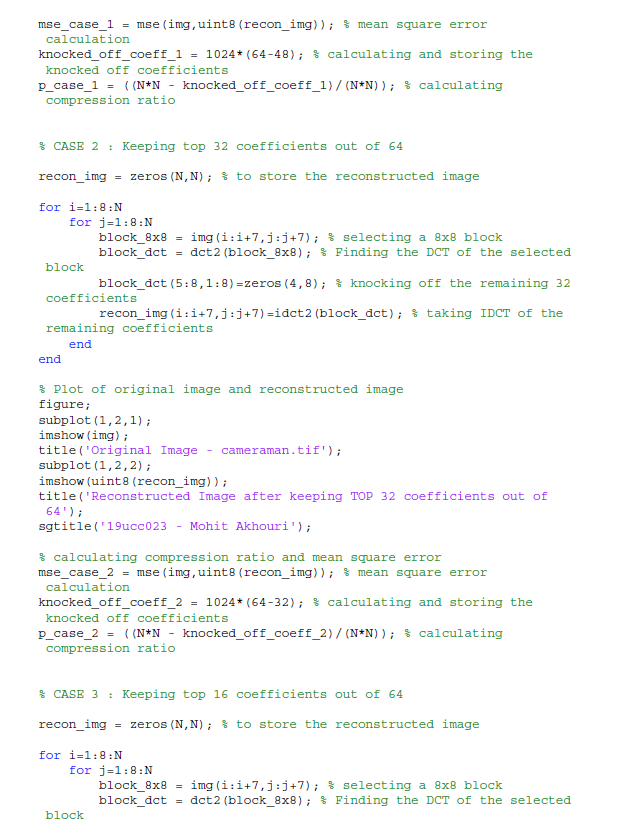 mse_case_1 = mse(img,uint8(recon_img)); % mean square error
calculation
knocked_off_coeff_1 = 1024*(64-48); % calculating and storing the
knocked off coefficients
p_case_1 = ((N*N - knocked_off_coeff_1)/(N*N)); % calculating
compression ratio
% CASE 2 : Keeping top 32 coefficients out of 64
recon_img = zeros(N,N); % to store the reconstructed image
for i=1:8:N
for j=1:8:N
block_8x8 = img(i:i+7,j:j+7); % selecting a 8x8 block
block_dct = dct2(block_8x8); % Finding the DCT of the selected
block
block_dct(5:8,1:8)=zeros(4,8); % knocking off the remaining 32
coefficients
recon_img(i:i+7,j:j+7)=idct2(block_dct); % taking IDCT of the
remaining coefficients
end
end
% Plot of original image and reconstructed image
figure;
subplot(1,2,1);
imshow(img);
title('Original Image - cameraman.tif');
subplot(1,2,2);
imshow(uint8(recon_img));
title('Reconstructed Image after keeping TOP 32 coefficients out of
64');
sgtitle('19ucc023 - Mohit Akhouri');
% calculating compression ratio and mean square error
mse_case_2 = mse(img,uint8(recon_img)); % mean square error
calculation
knocked_off_coeff_2 = 1024*(64-32); % calculating and storing the
knocked off coefficients
p_case_2 = ((N*N - knocked_off_coeff_2)/(N*N)); % calculating
compression ratio
% CASE 3 : Keeping top 16 coefficients out of 64
recon_img = zeros(N,N); % to store the reconstructed image
for i=1:8:N
for j=1:8:N
block_8x8 = img(i:i+7,j:j+7); % selecting a 8x8 block
block_dct = dct2(block_8x8); % Finding the DCT of the selected
block